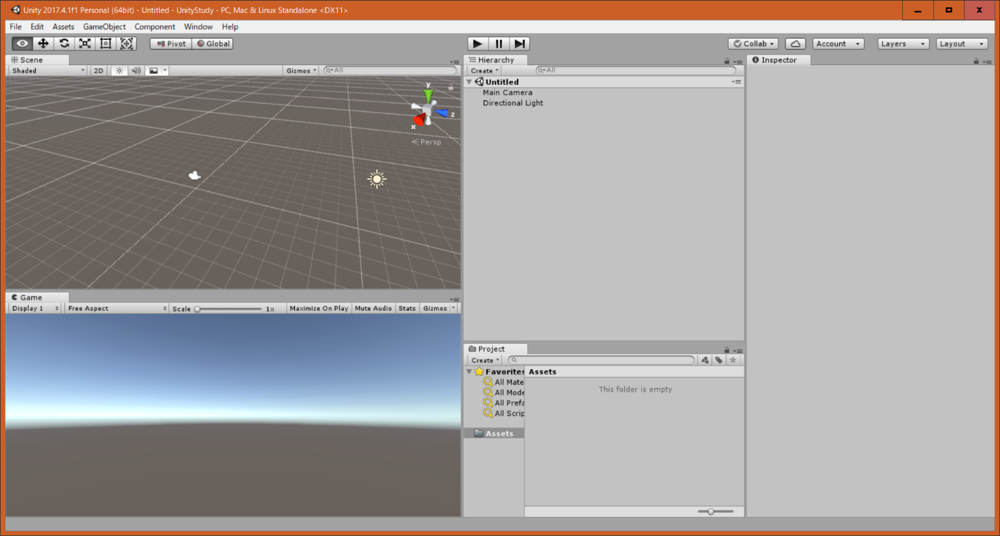 Unity 2017.4.1f1 Personal (64bit) - Untitled - UnityStudy - PC, Mac & Linux Standalone <DX11>
File Edit Assets GameObject Component Window Help
Pivot Global Collab Account Layers Layout
Scene
Shaded 2D Gizmos All
y
z
x
Persp
Hierarchy
Create All
Untitled
Main Camera
Directional Light
Inspector
Game
Display 1 Free Aspect Scale 1x Maximize On Play Mute Audio Stats Gizmos
Project
Create
Favorites
All Mate
All Mode
All Prefa
All Scrip
Assets
Assets
This folder is empty